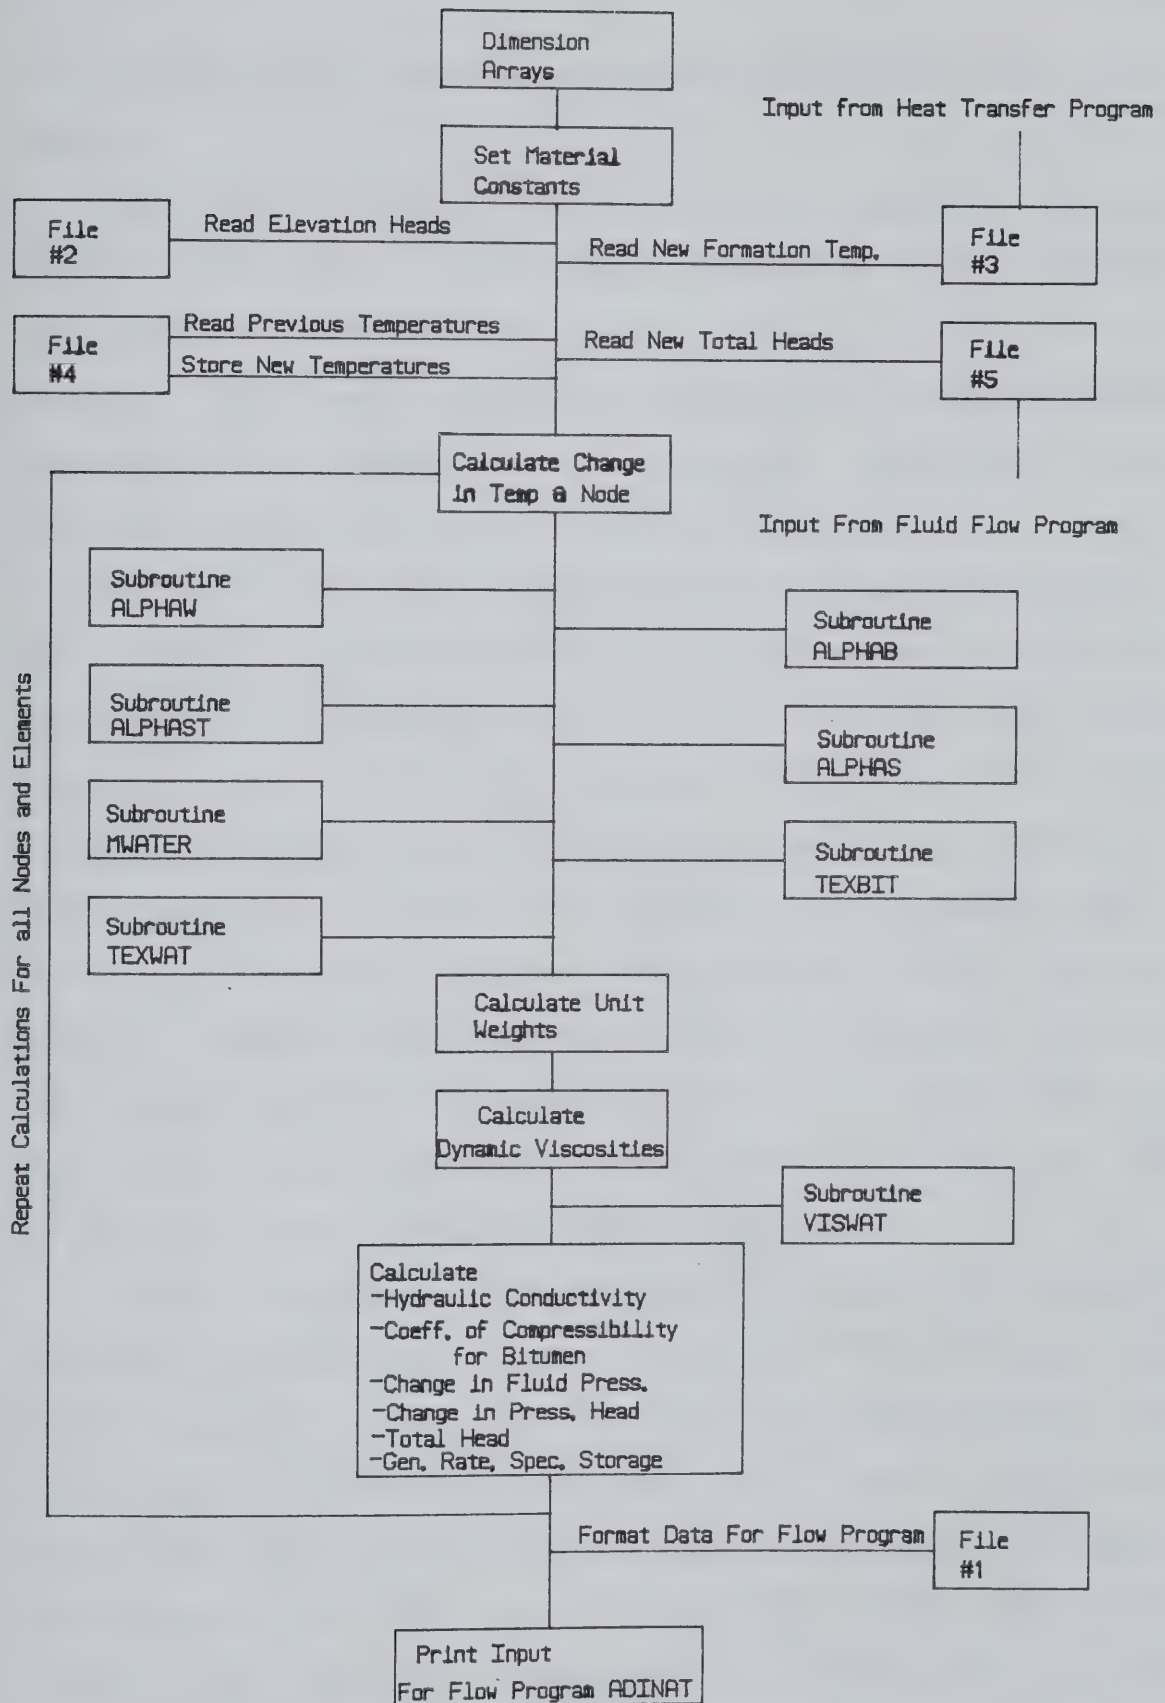 Dimension
Arrays
Input from Heat Transfer Program
Set Material
Constants
File
#2
Read Elevation Heads
Read New Formation Temp.
File
#3
File
#4
Read Previous Temperatures
Store New Temperatures
Read New Total Heads
File
#5
Calculate Change
in Temp @ Node
Input From Fluid Flow Program
Repeat Calculations For all Nodes and Elements
Subroutine
ALPHAW
Subroutine
ALPHAB
Subroutine
ALPHAST
Subroutine
ALPHAS
Subroutine
MWATER
Subroutine
TEXBIT
Subroutine
TEXWAT
Calculate Unit
Weights
Calculate
Dynamic Viscosities
Subroutine
VISWAT
Calculate
-Hydraulic Conductivity
-Coeff. of Compressibility
for Bitumen
-Change in Fluid Press.
-Change in Press. Head
-Total Head
-Gen. Rate, Spec. Storage
Format Data For Flow Program
File
#1
Print Input
For Flow Program ADINAT